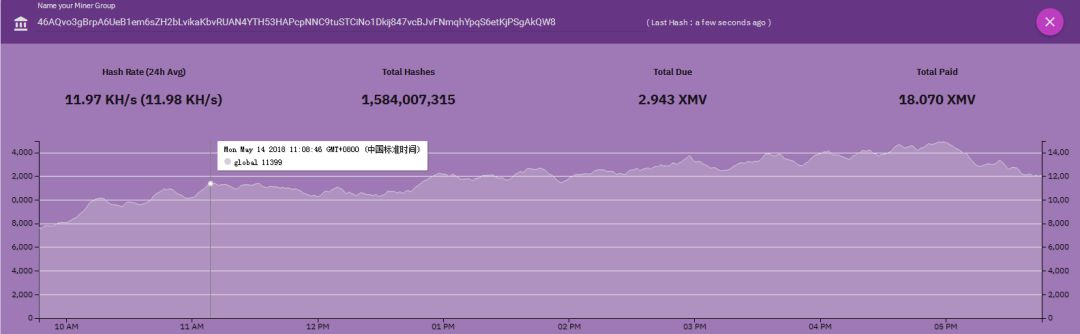 Name your Miner Group
46AQvo3gBrpA6UeB1em6sZH2bLvikaKbvRUAN4YTH53HAPcpNNC9tuSTCiNo1Dkij847vcBJvFNmqhYpqS6etKjPSgAkQW8 ( Last Hash : a few seconds ago )
Hash Rate (24h Avg) Total Hashes Total Due Total Paid
11.97 KH/s (11.98 KH/s) 1,584,007,315 2.943 XMV 18.070 XMV
Mon May 14 2018 11:08:46 GMT+0800 (中国标准时间)
global 11399
4,000 14,00
2,000 12,00
0,000 10,00
8,000 8,000
6,000 6,000
4,000 4,000
2,000 2,000
0 0
10 AM 11 AM 12 PM 01 PM 02 PM 03 PM 04 PM 05 PM